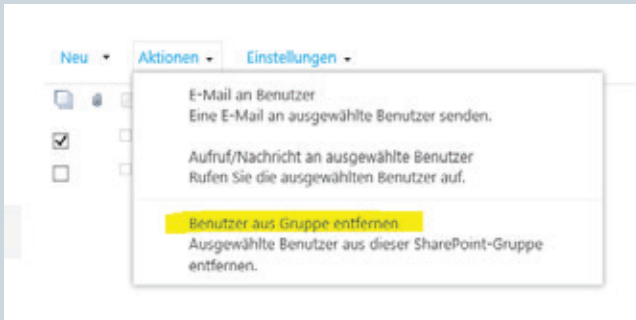 Neu Aktionen Einstellungen
E-Mail an Benutzer
Eine E-Mail an ausgewählte Benutzer senden.
Aufruf/Nachricht an ausgewählte Benutzer
Rufen Sie die ausgewählten Benutzer auf.
Benutzer aus Gruppe entfernen
Ausgewählte Benutzer aus dieser SharePoint-Gruppe
entfernen.